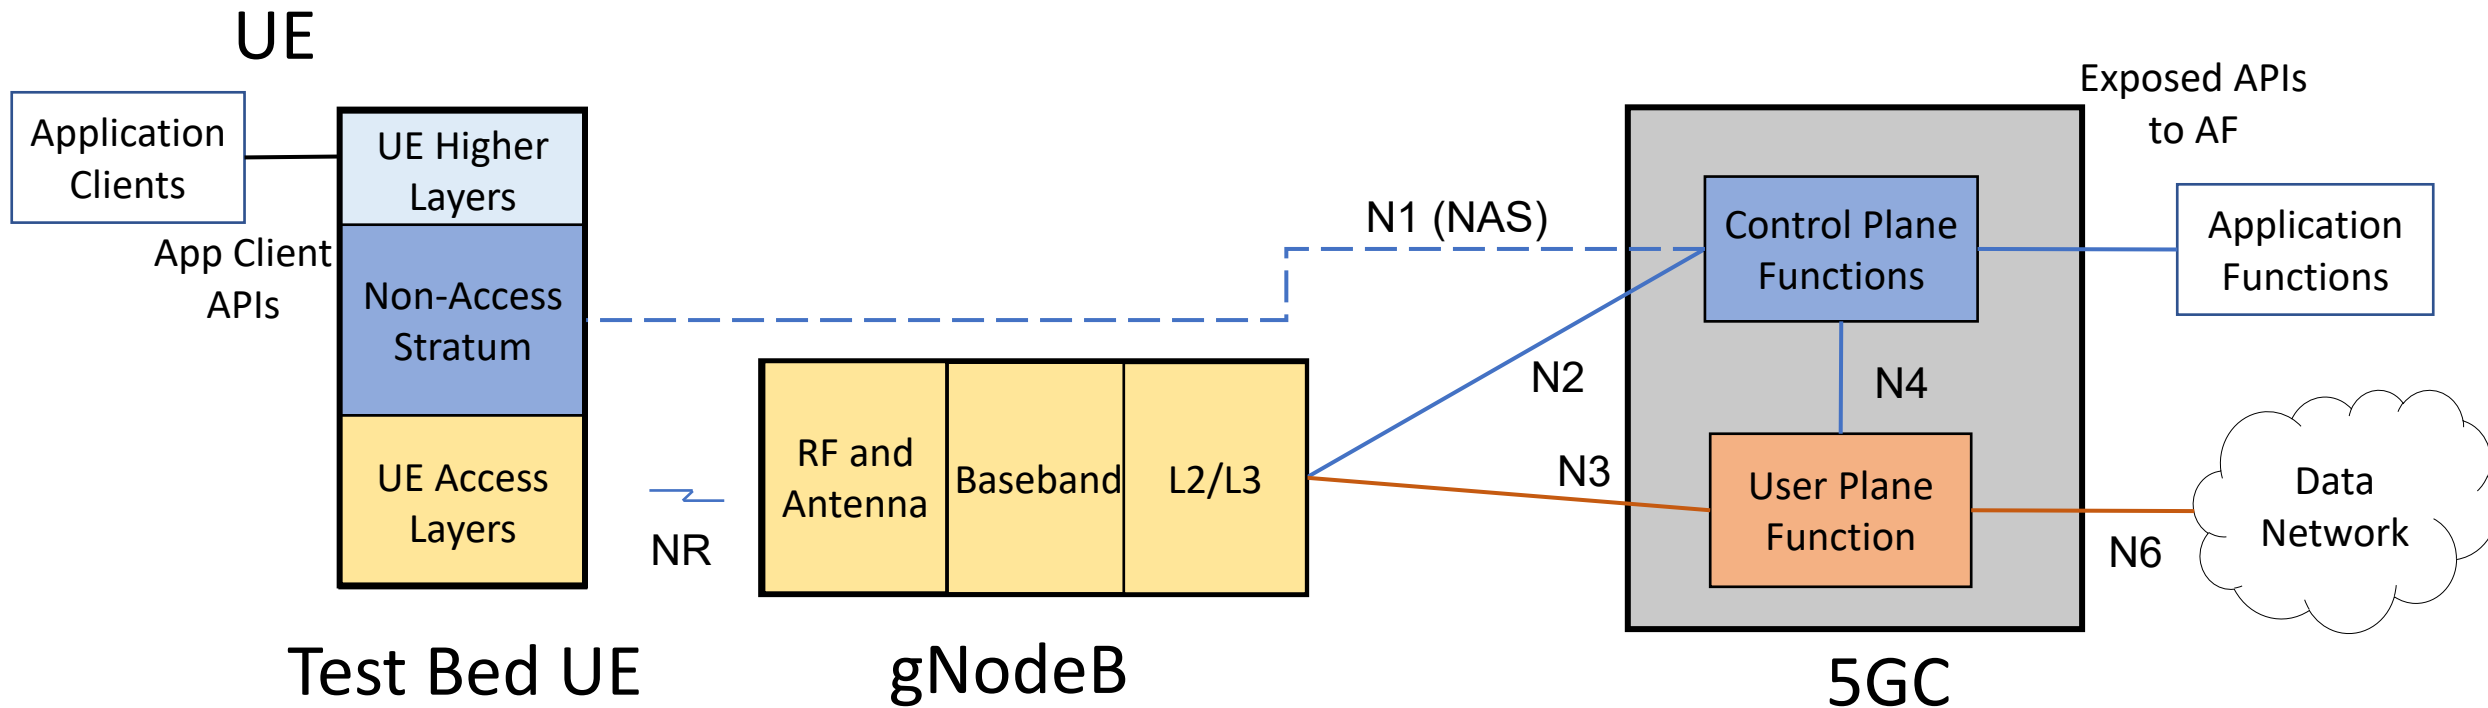 UE
Application
Clients
UE Higher
Layers
App Client
APIs
Non-Access
Stratum
UE Access
Layers
Test Bed UE
NR
RF and
Antenna
Baseband
L2/L3
gNodeB
N1 (NAS)
N2
N3
Control Plane
Functions
N4
User Plane
Function
5GC
Exposed APIs
to AF
Application
Functions
N6
Data
Network